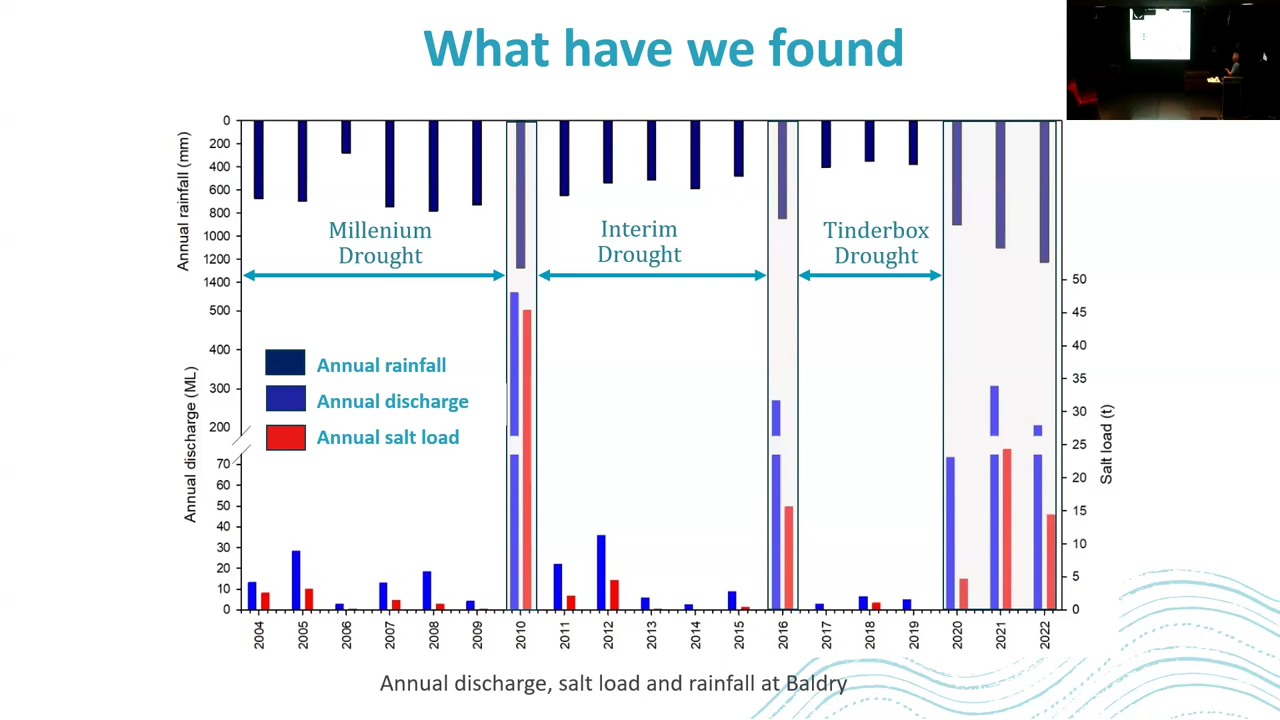 What have we found
Annual rainfall (mm)
0
200
400
600
800
1000
1200
1400
Millenium
Drought
Interim
Drought
Tinderbox
Drought
Annual discharge (ML)
500
400
300
200
70
60
50
40
30
20
10
0
Annual rainfall
Annual discharge
Annual salt load
50
45
40
35
30
25
20
15
10
5
0
Salt load (t)
2004 2005 2006 2007 2008 2009 2010 2011 2012 2013 2014 2015 2016 2017 2018 2019 2020 2021 2022
Annual discharge, salt load and rainfall at Baldry